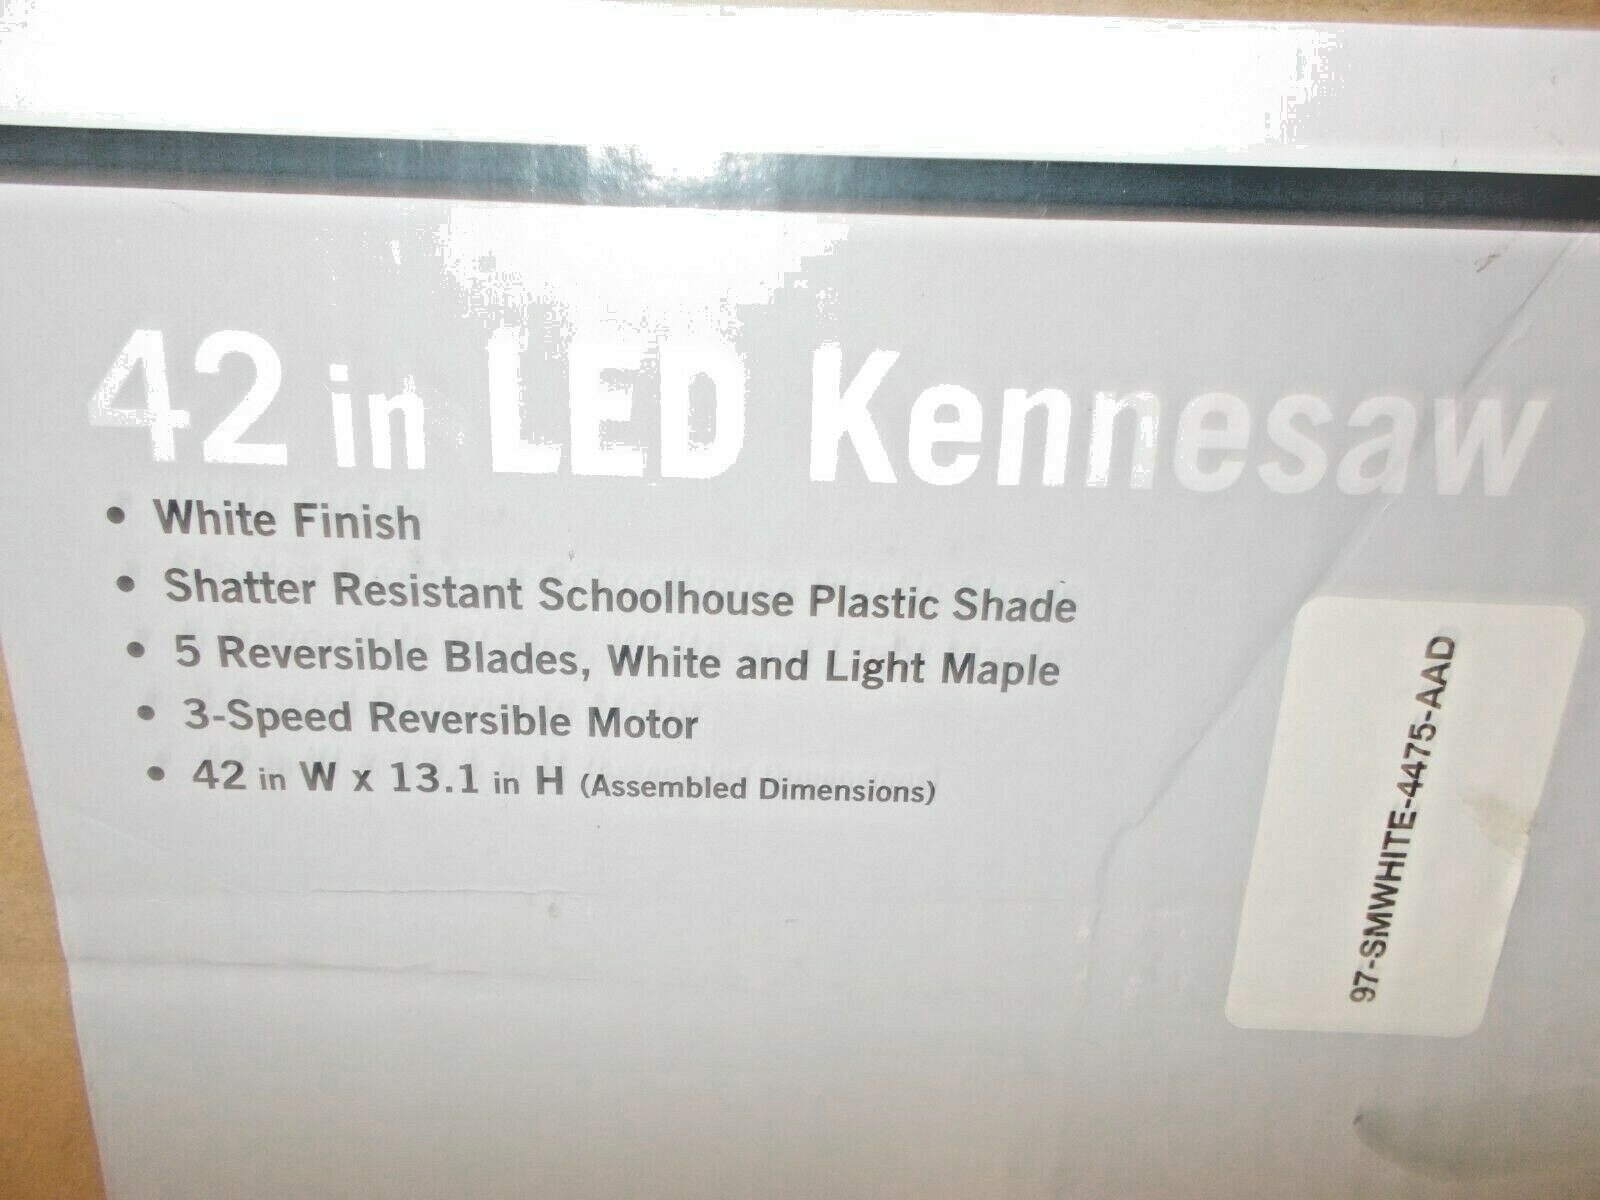 42 in LED Kennesaw
• White Finish
• Shatter Resistant Schoolhouse Plastic Shade
• 5 Reversible Blades, White and Light Maple
• 3-Speed Reversible Motor
• 42 in W x 13.1 in H (Assembled Dimensions)
97-SMWHITE-4475-AAD